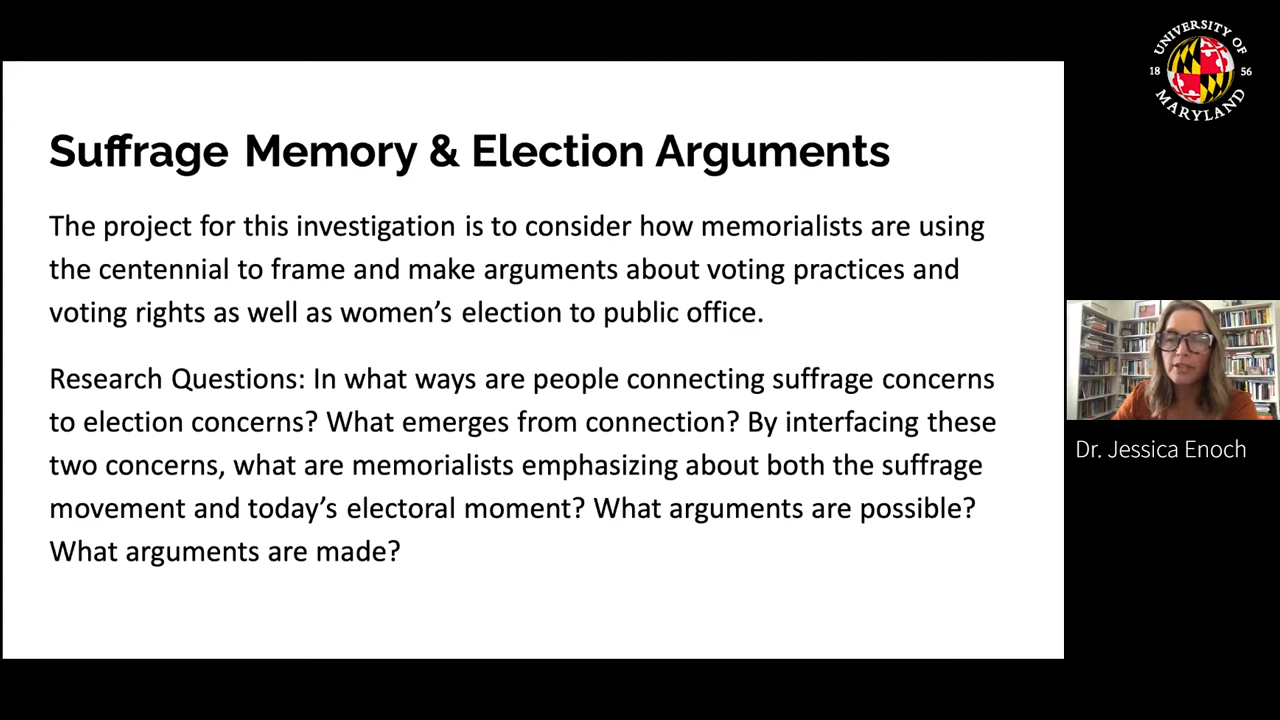 Suffrage Memory & Election Arguments
The project for this investigation is to consider how memorialists are using
the centennial to frame and make arguments about voting practices and
voting rights as well as women’s election to public office.
Research Questions: In what ways are people connecting suffrage concerns
to election concerns? What emerges from connection? By interfacing these
two concerns, what are memorialists emphasizing about both the suffrage
movement and today’s electoral moment? What arguments are possible?
What arguments are made?
UNIVERSITY OF
18 56
MARYLAND
Dr. Jessica Enoch